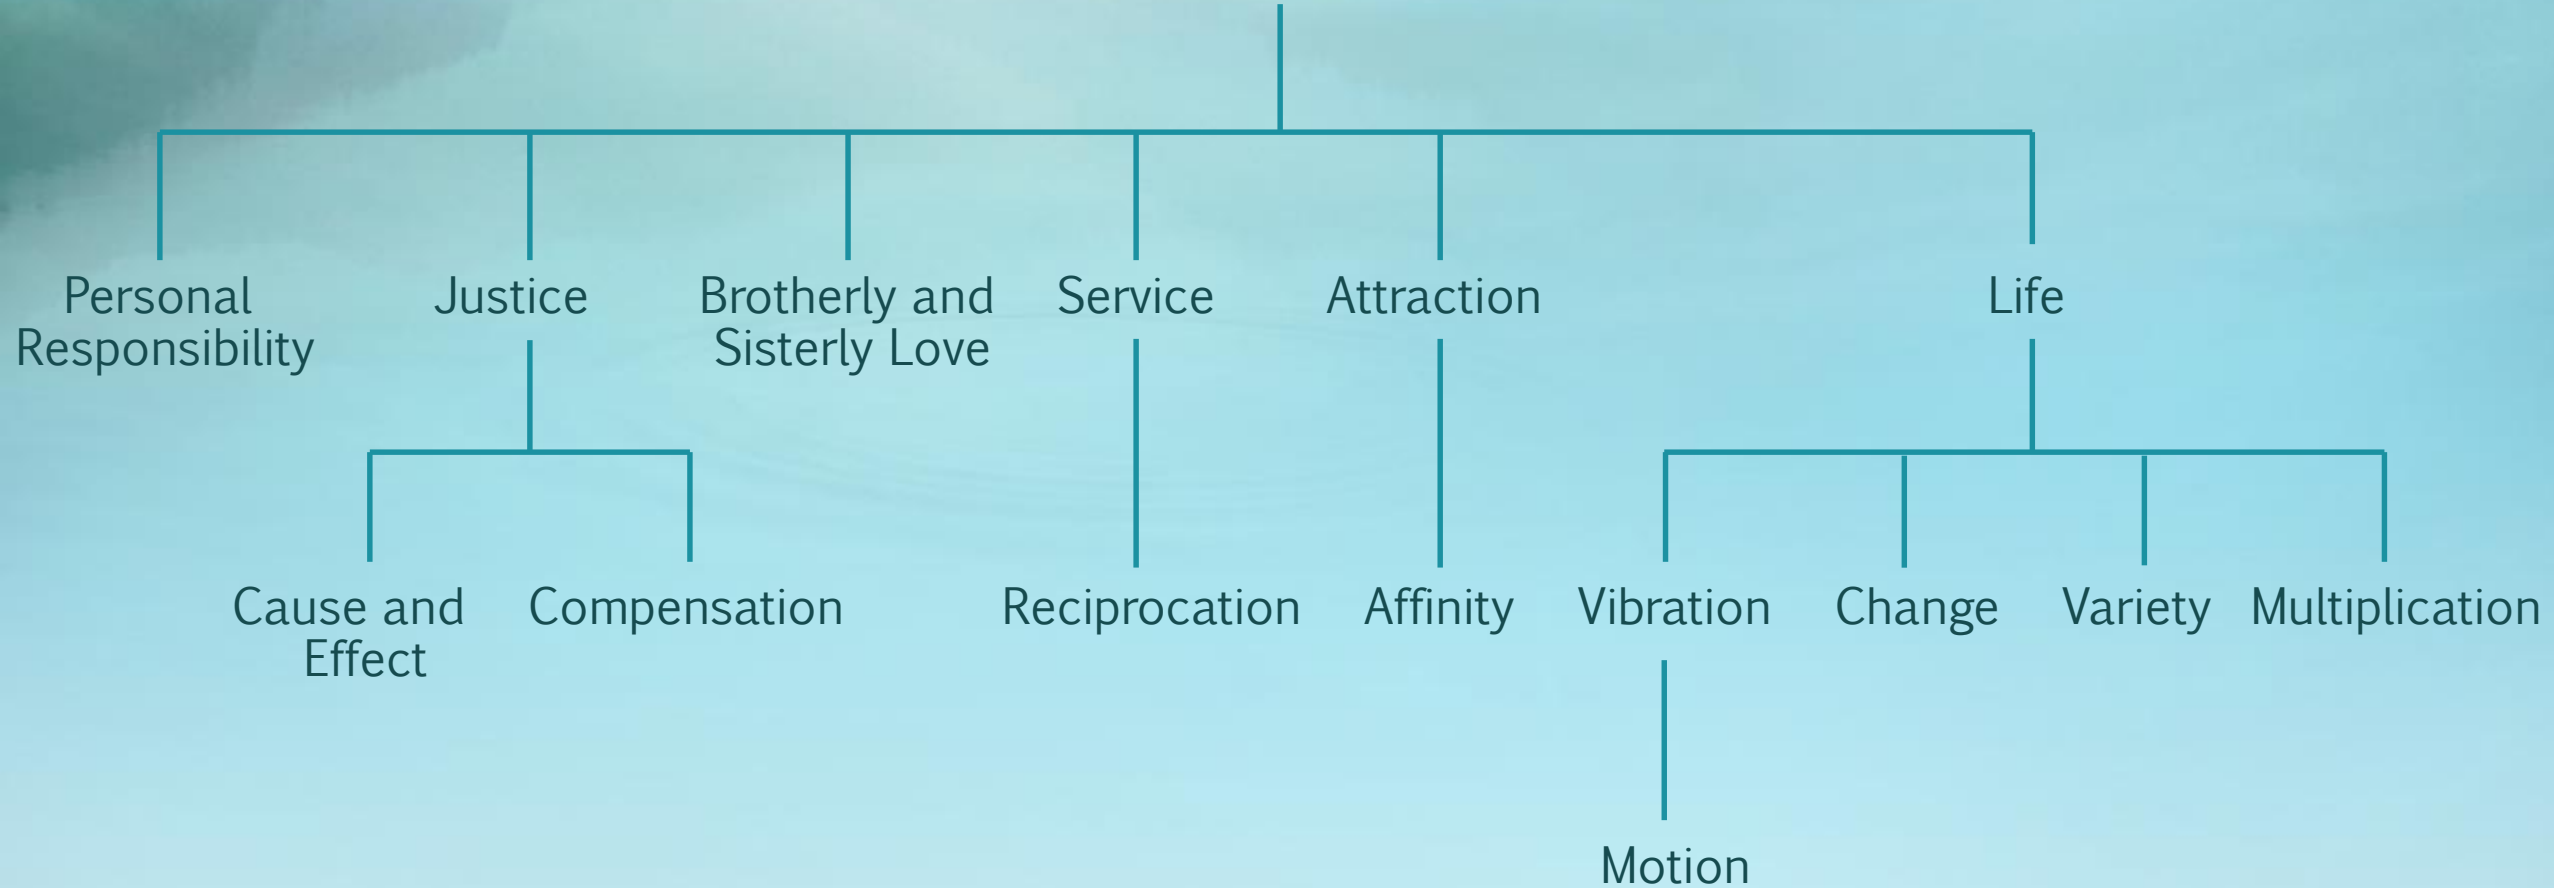 Personal
Responsibility
Justice
Brotherly and
Sisterly Love
Service
Attraction
Life
Cause and
Effect
Compensation
Reciprocation
Affinity
Vibration
Change
Variety
Multiplication
Motion